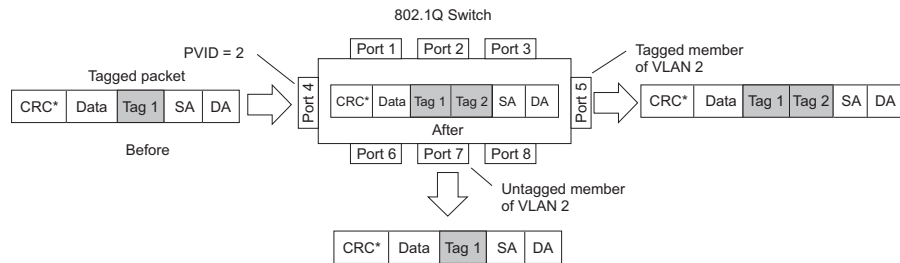 802.1Q Switch
Port 1 Port 2 Port 3
PVID = 2
Tagged member
of VLAN 2
Tagged packet
CRC* Data Tag 1 SA DA
Port 4
CRC* Data Tag 1 Tag 2 SA DA
Port 5
CRC* Data Tag 1 Tag 2 SA DA
Before
After
Port 6 Port 7 Port 8
Untagged member
of VLAN 2
CRC* Data Tag 1 SA DA